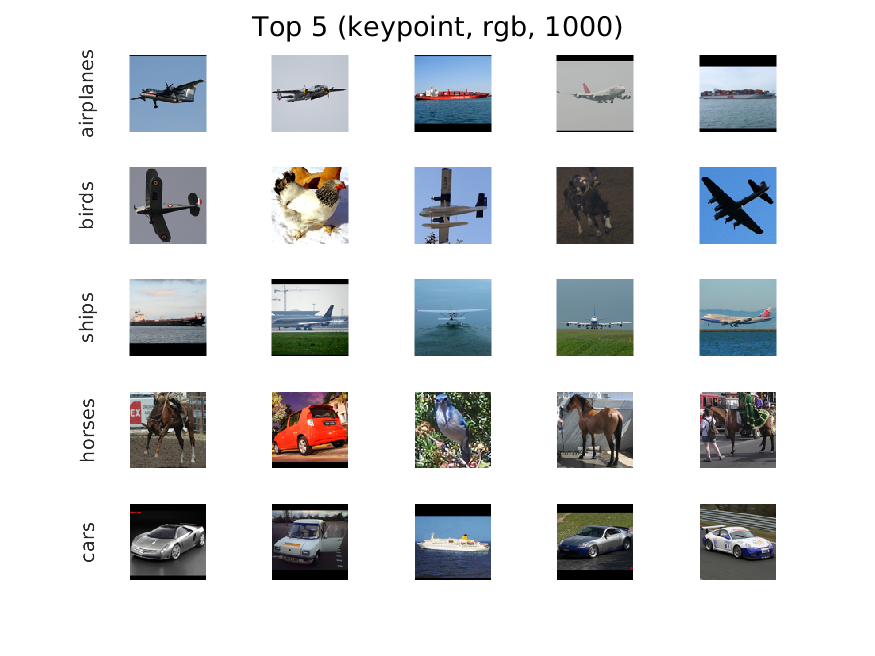 Top 5 (keypoint, rgb, 1000)
airplanes
birds
ships
horses
cars